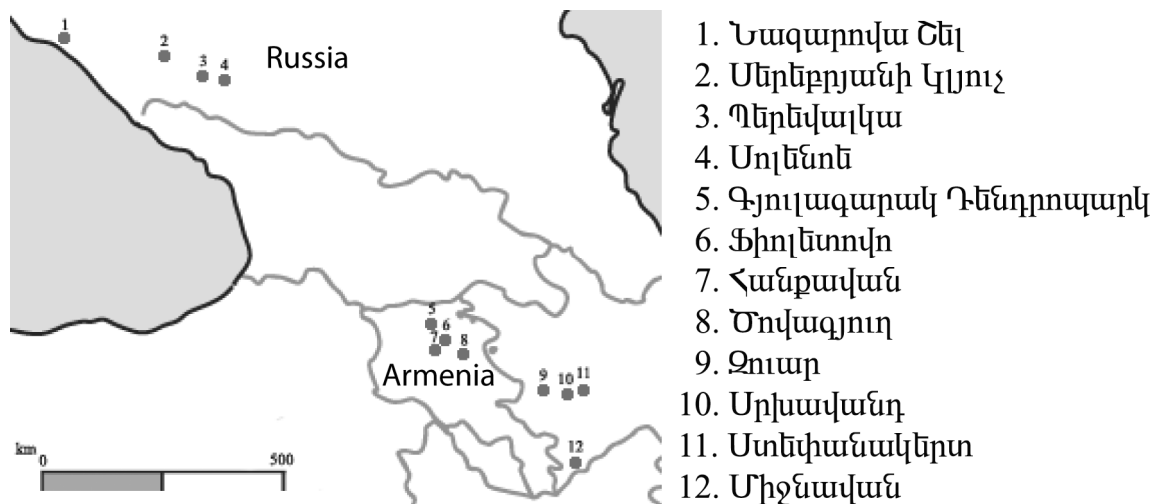 1
2
3
4
Russia
5
6
7
8
Armenia
9
10
11
12
km
0
500
1. Նազարովա Շել
2. Սերեբրյանի Կլյուչ
3. Պերեվալկա
4. Սոլենոե
5. Գյուլագարակ Դենդրոպարկ
6. Ֆիոլետովո
7. Հանքավան
8. Ծովագյուղ
9. Զուար
10. Սրխավանդ
11. Ստեփանակերտ
12. Միջնավան